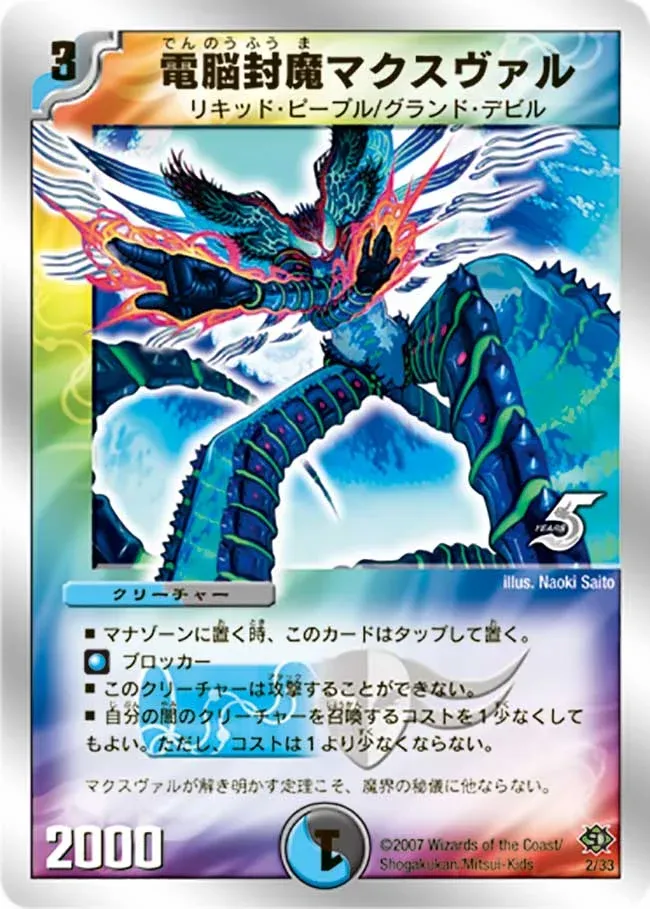 3
でんのうふうま
電脳封魔マクスヴァル
リキッド・ピープル/グランド・デビル
YEARS 5
illus. Naoki Saito
クリーチャー
■ マナゾーンに置く時、このカードはタップして置く。
ブロッカー
■ このクリーチャーは攻撃することができない。
■ 自分の闇のクリーチャーを召喚するコストを1少なくして
もよい。ただし、コストは1より少なくならない。
マクスヴァルが解き明かす定理こそ、魔界の秘儀に他ならない。
2000
1
©2007 Wizards of the Coast/
Shogakukan/Mitsui-Kids
2/33